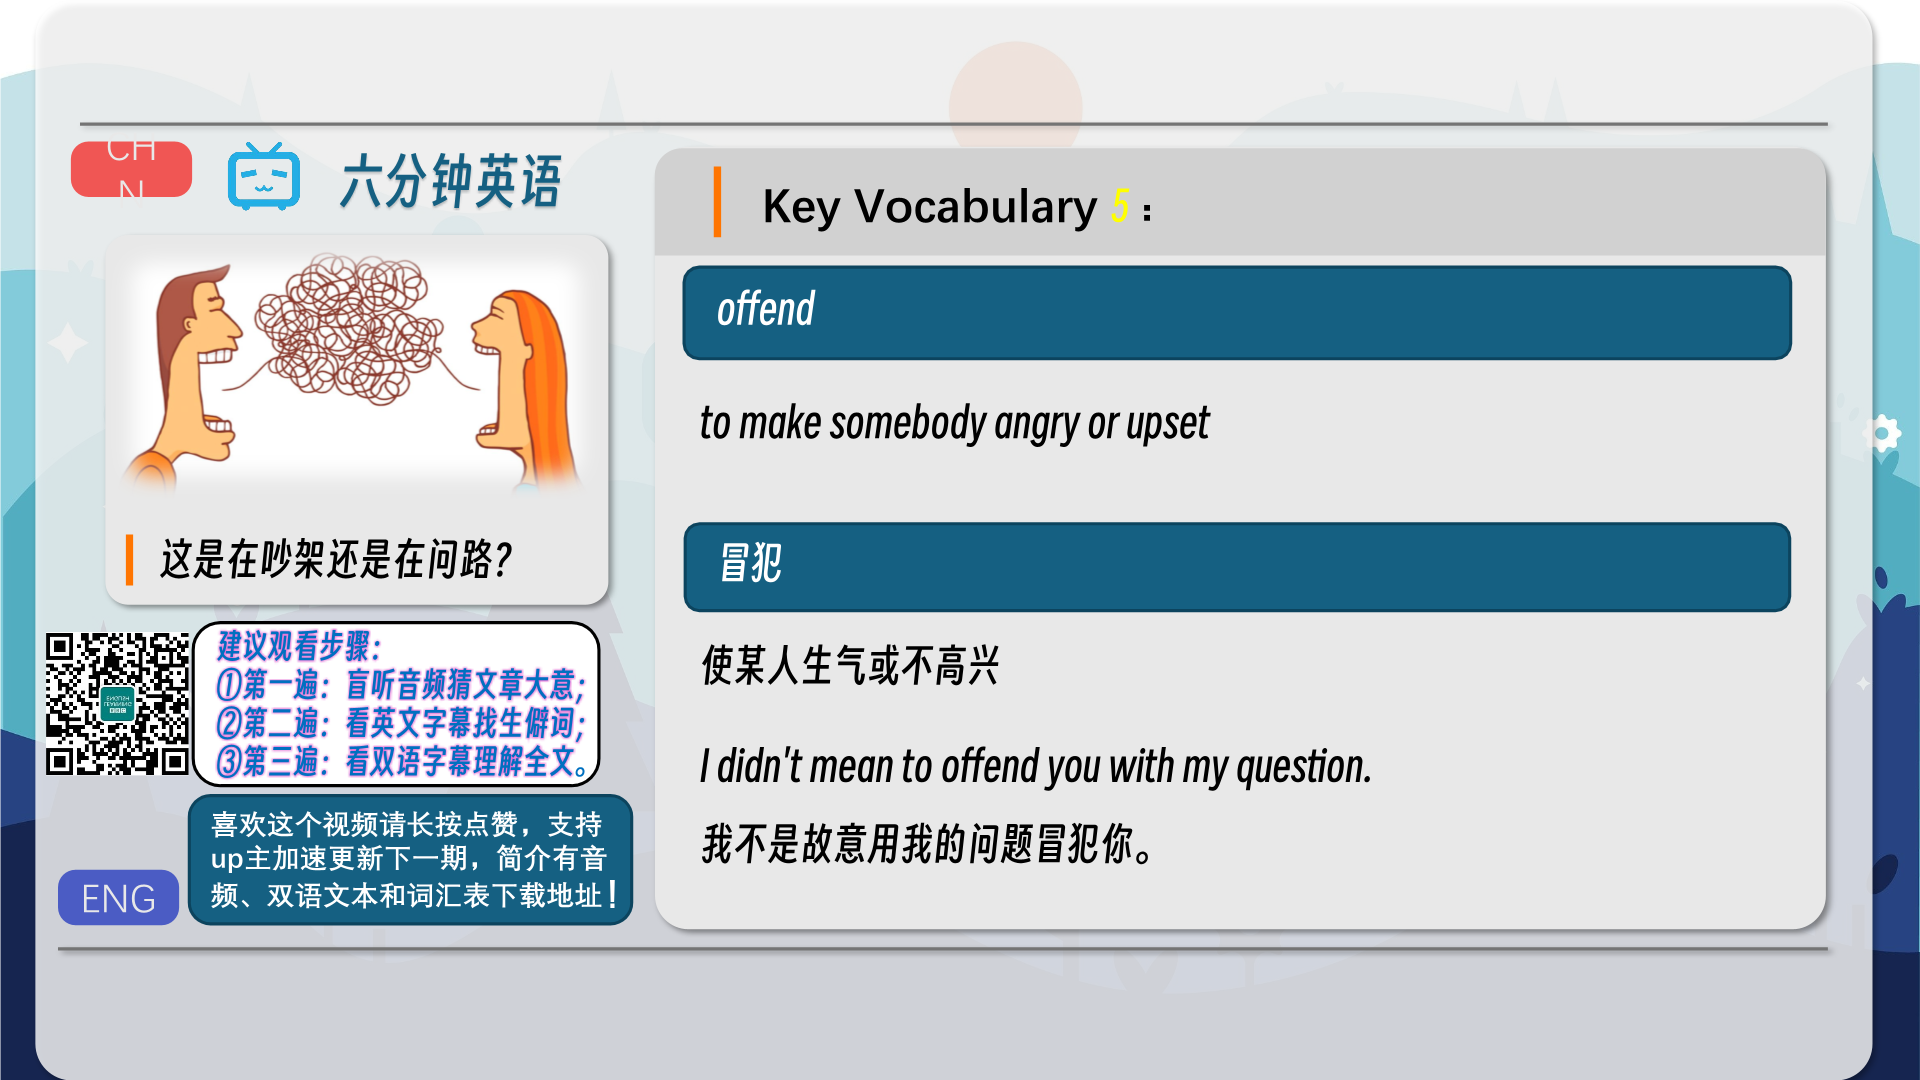 CH
N
六分钟英语
这是在吵架还是在问路?
建议观看步骤：
①第一遍：盲听音频猜文章大意；
②第二遍：看英文字幕找生僻词；
③第三遍：看双语字幕理解全文。
喜欢这个视频请长按点赞，支持
up主加速更新下一期，简介有音
频、双语文本和词汇表下载地址！
ENG
Key Vocabulary 5：
offend
to make somebody angry or upset
冒犯
使某人生气或不高兴
I didn't mean to offend you with my question.
我不是故意用我的问题冒犯你。